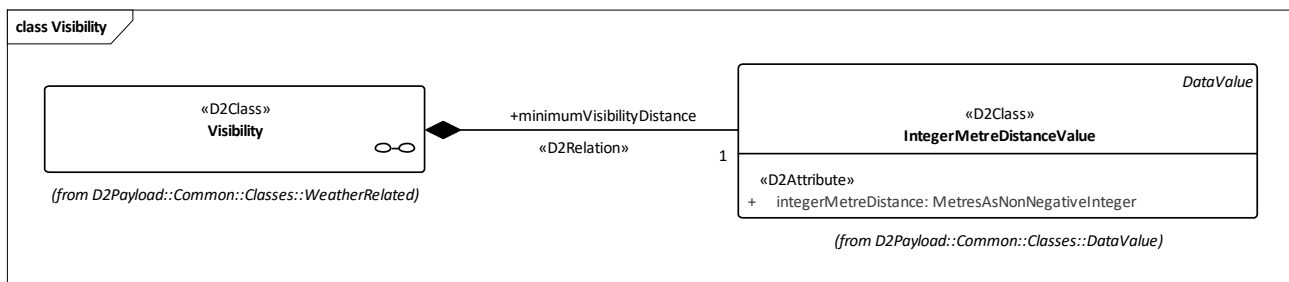 class Visibility
«D2Class»
Visibility
(from D2Payload::Common::Classes::WeatherRelated)
+minimumVisibilityDistance
«D2Relation»
1
DataValue
«D2Class»
IntegerMetreDistanceValue
«D2Attribute»
+ integerMetreDistance: MetresAsNonNegativeInteger
(from D2Payload::Common::Classes::DataValue)